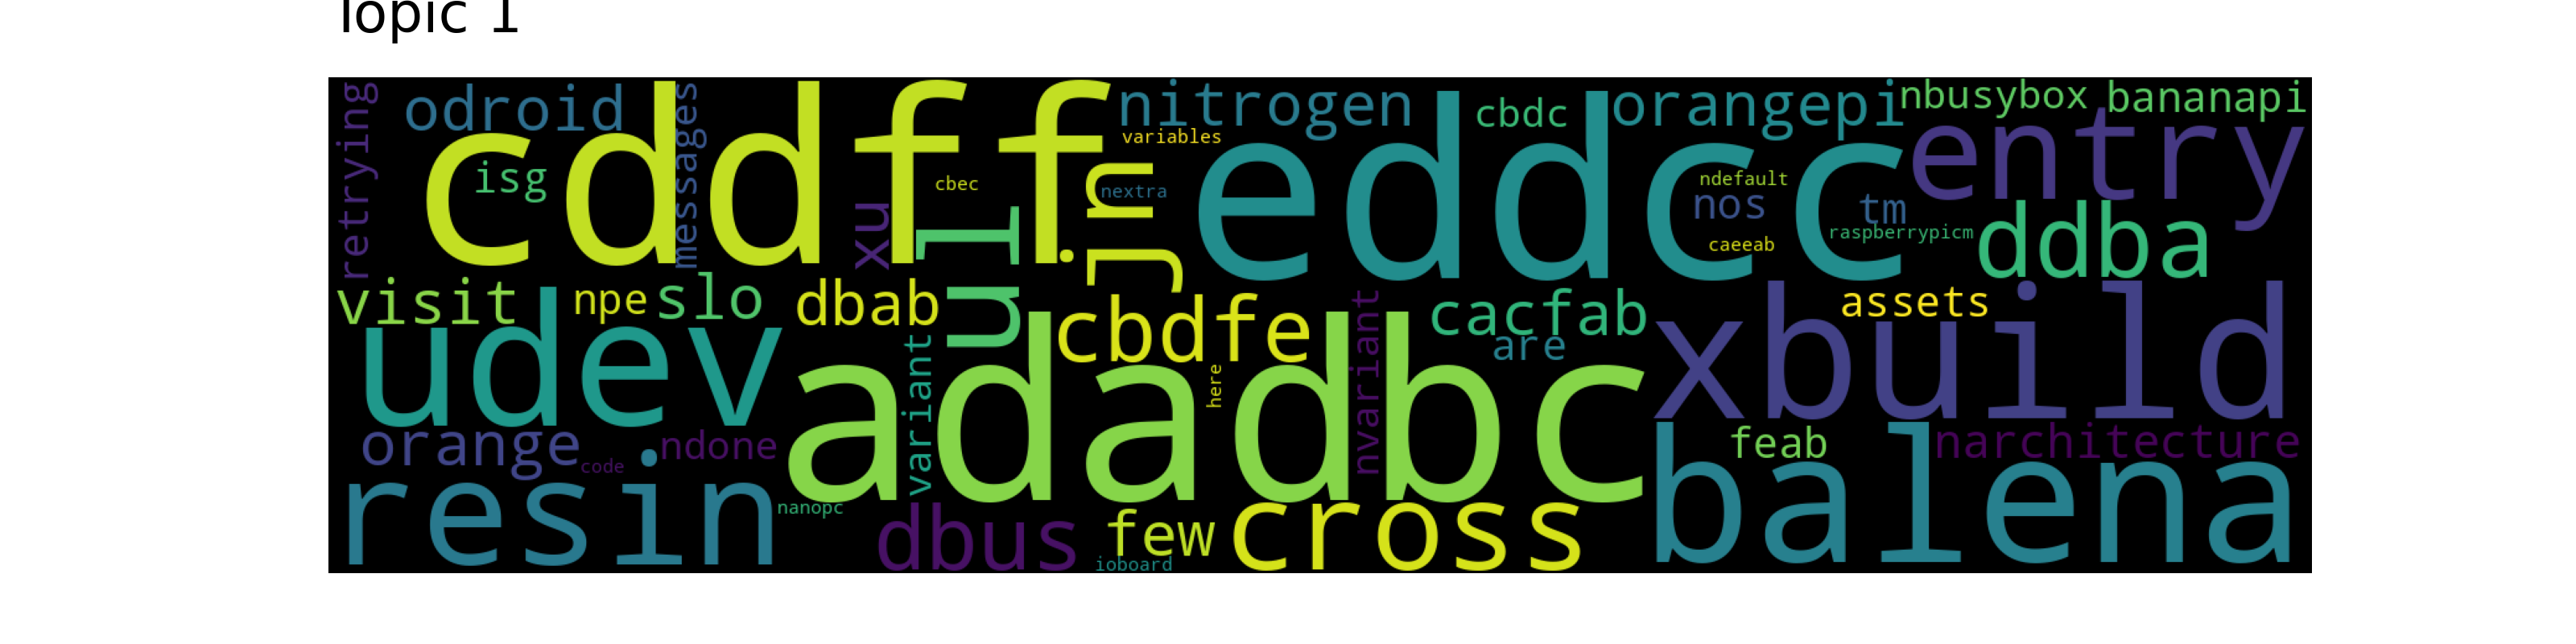 Topic 1
retrying
odroid
messages
nitrogen
cbdc
orangepi
nbusybox
bananapi
cddff
isg
variables
entry
xu
cbec
jn
nextra
eddcc
ndefault
nos
tm
caeeab
raspberrypicm
ddba
ul
visit
npe
slo
dbab
cbdfe
nvariant
cacfab
are
assets
xbuild
udev
variant
adadbc
here
orange
code
ndone
feab
narchitecture
resin
nanopc
dbus
few
ioboard
cross
balena